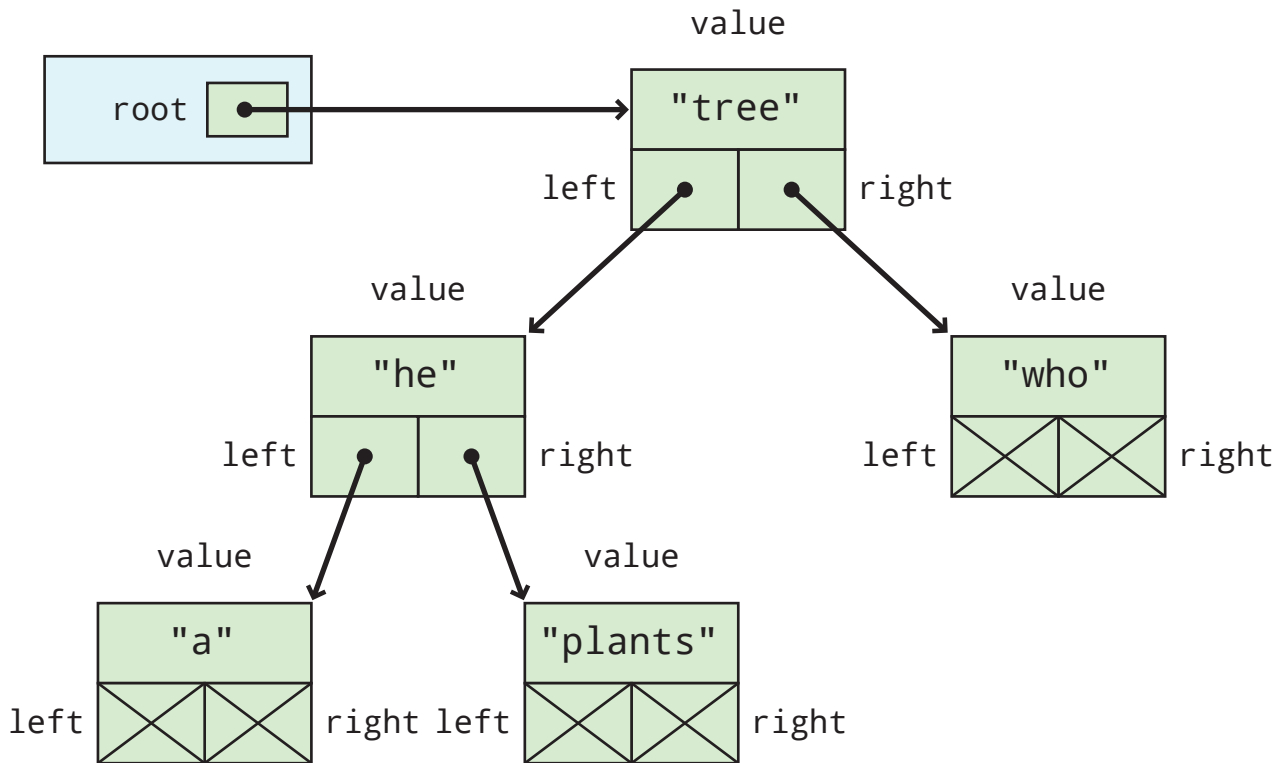 value
root
"tree"
left right
value value
"he" "who"
left right left right
value value
"a" "plants"
left right left right